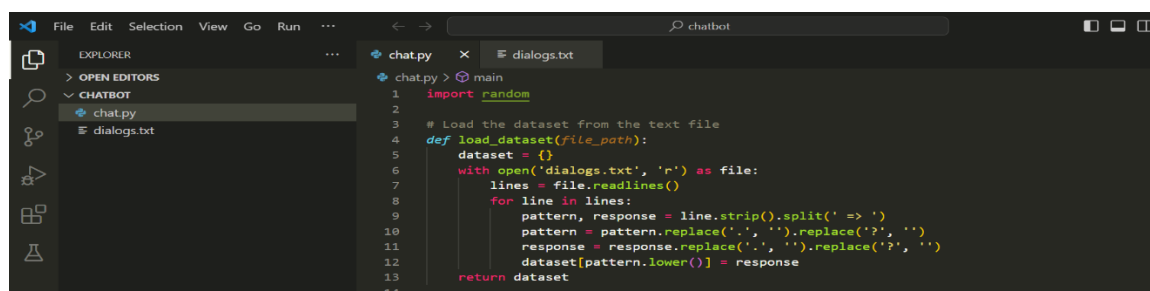 File Edit Selection View Go Run ...
chatbot
EXPLORER ...
OPEN EDITORS
CHATBOT
chat.py
dialogs.txt
chat.py dialogs.txt
chat.py > main
1 import random
2
3 # Load the dataset from the text file
4 def load_dataset(file_path):
5     dataset = {}
6     with open('dialogs.txt', 'r') as file:
7         lines = file.readlines()
8         for line in lines:
9             pattern, response = line.strip().split(' => ')
10             pattern = pattern.replace('.', '').replace('?', '')
11             response = response.replace('.', '').replace('?', '')
12             dataset[pattern.lower()] = response
13     return dataset